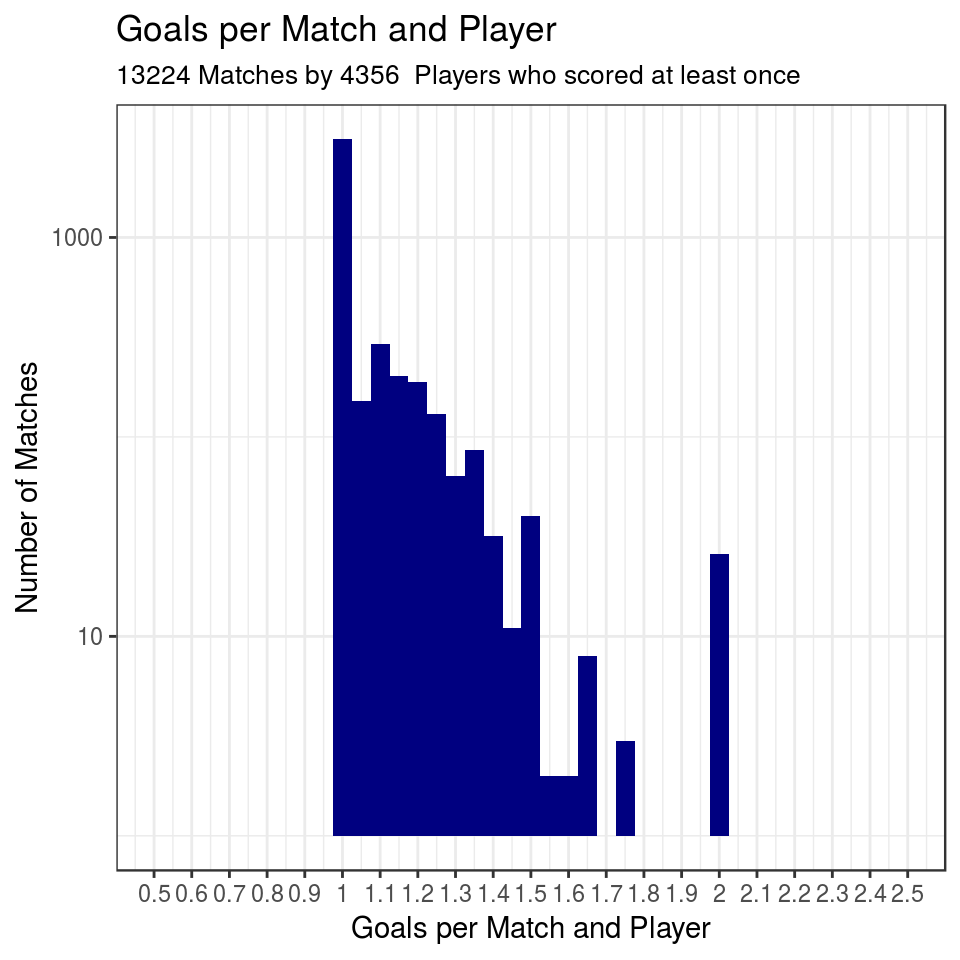 Goals per Match and Player
13224 Matches by 4356  Players who scored at least once
Number of Matches
1000
10
0.5 0.6 0.7 0.8 0.9 1 1.1 1.2 1.3 1.4 1.5 1.6 1.7 1.8 1.9 2 2.1 2.2 2.3 2.4 2.5
Goals per Match and Player